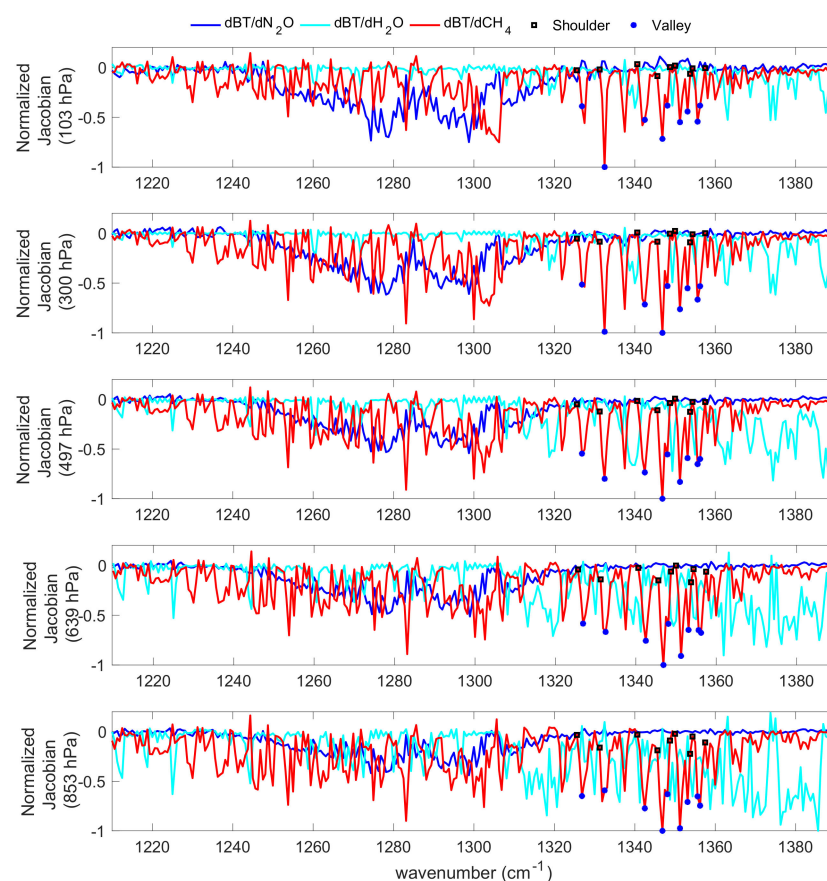 dBT/dN₂O dBT/dH₂O dBT/dCH₄ Shoulder Valley
Normalized
Jacobian
(103 hPa)
0
-0.5
-1
1220 1240 1260 1280 1300 1320 1340 1360 1380
Normalized
Jacobian
(300 hPa)
0
-0.5
-1
1220 1240 1260 1280 1300 1320 1340 1360 1380
Normalized
Jacobian
(497 hPa)
0
-0.5
-1
1220 1240 1260 1280 1300 1320 1340 1360 1380
Normalized
Jacobian
(639 hPa)
0
-0.5
-1
1220 1240 1260 1280 1300 1320 1340 1360 1380
Normalized
Jacobian
(853 hPa)
0
-0.5
-1
1220 1240 1260 1280 1300 1320 1340 1360 1380
wavenumber (cm⁻¹)